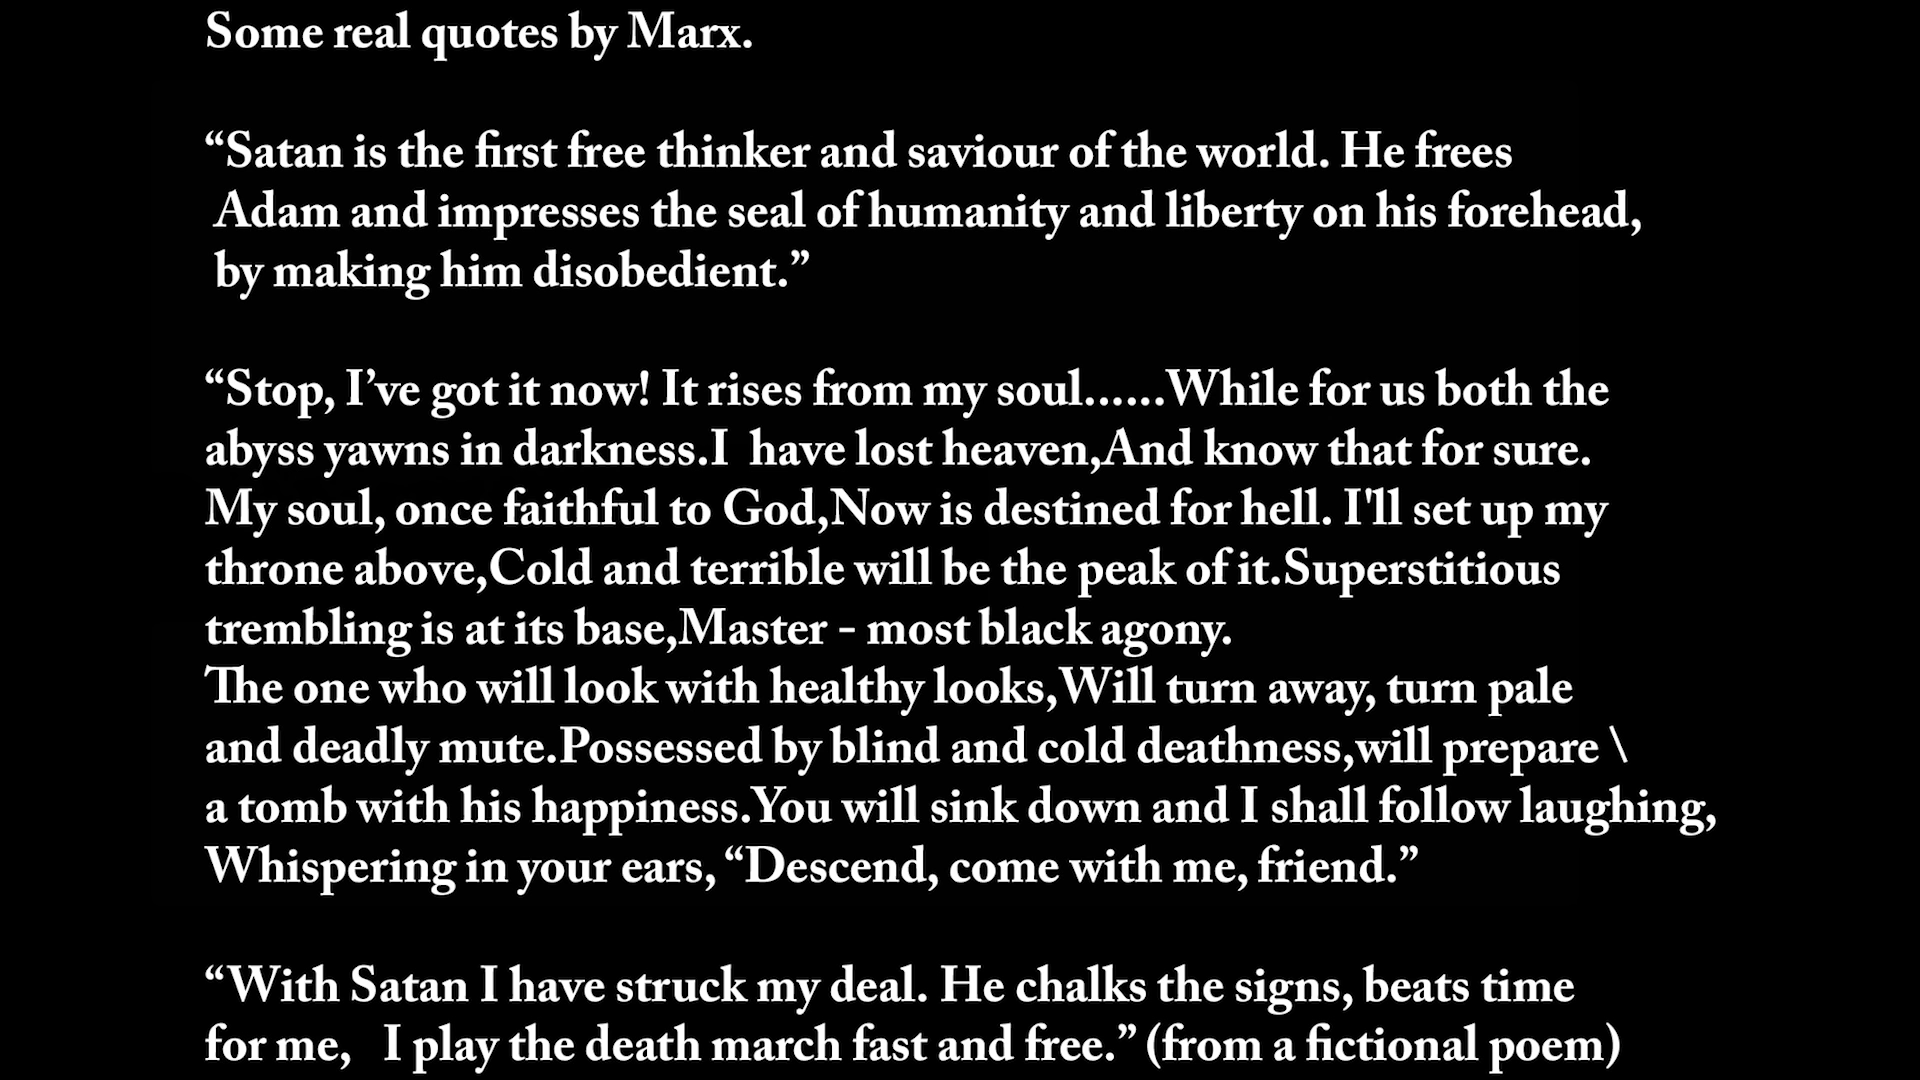 Some real quotes by Marx.
“Satan is the first free thinker and saviour of the world. He frees
Adam and impresses the seal of humanity and liberty on his forehead,
by making him disobedient.”
“Stop, I’ve got it now! It rises from my soul......While for us both the
abyss yawns in darkness.I  have lost heaven,And know that for sure.
My soul, once faithful to God,Now is destined for hell. I'll set up my
throne above,Cold and terrible will be the peak of it.Superstitious
trembling is at its base,Master - most black agony.
The one who will look with healthy looks,Will turn away, turn pale
and deadly mute.Possessed by blind and cold deathness,will prepare \
a tomb with his happiness.You will sink down and I shall follow laughing,
Whispering in your ears, “Descend, come with me, friend.”
“With Satan I have struck my deal. He chalks the signs, beats time
for me,   I play the death march fast and free.” (from a fictional poem)